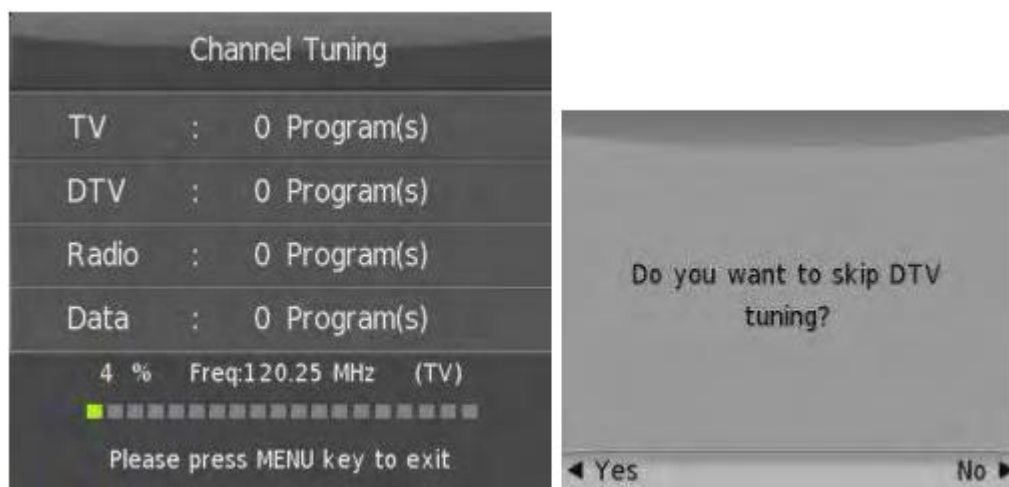 Channel Tuning
TV : 0 Program(s)
DTV : 0 Program(s)
Radio : 0 Program(s)
Data : 0 Program(s)
4 % Freq:120.25 MHz (TV)
Please press MENU key to exit
Do you want to skip DTV
tuning?
Yes No